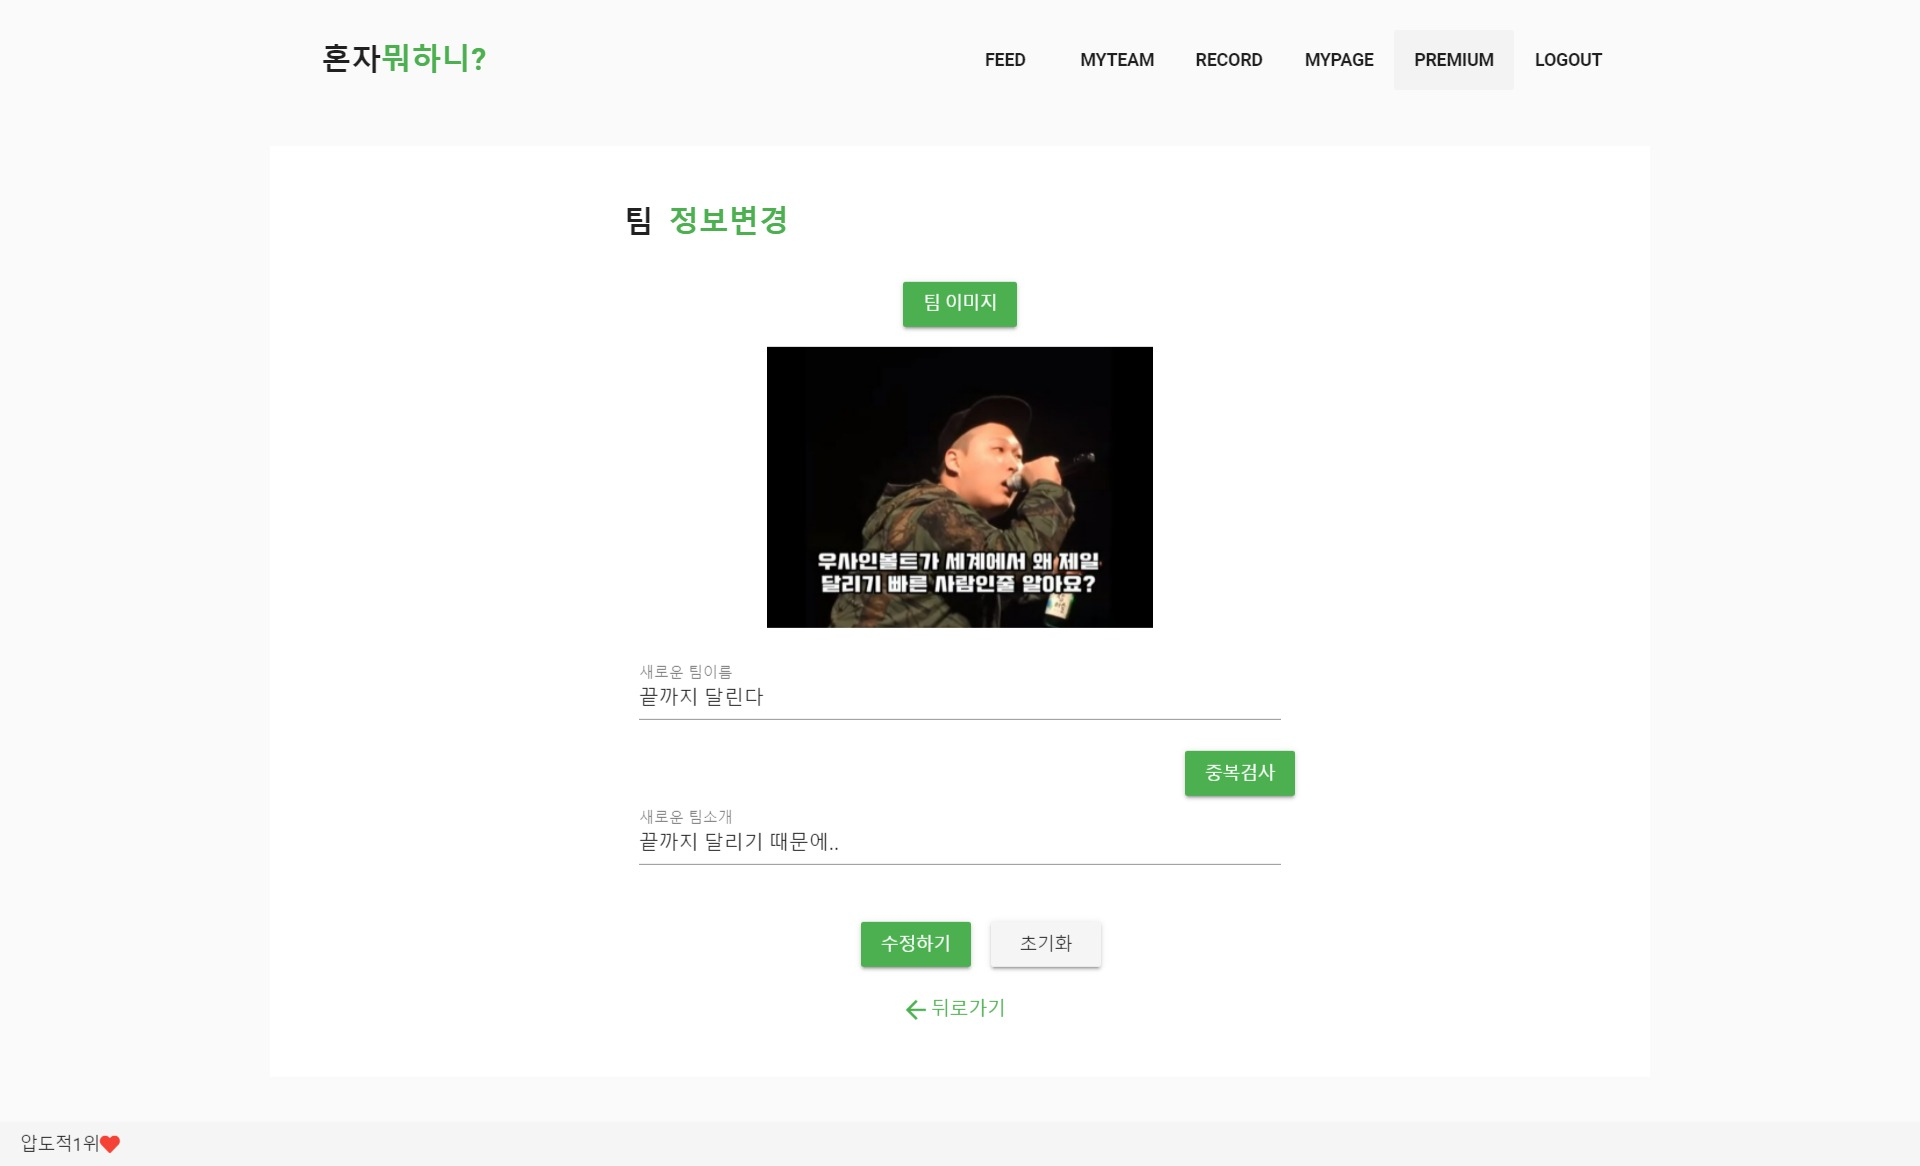 혼자뭐하니?
FEED MYTEAM RECORD MYPAGE PREMIUM LOGOUT
팀 정보변경
팀 이미지
우사인볼트가 세계에서 왜 제일
달리기 빠른 사람인줄 알아요?
새로운 팀이름
끝까지 달린다
중복검사
새로운 팀소개
끝까지 달리기 때문에..
수정하기 초기화
뒤로가기
압도적1위